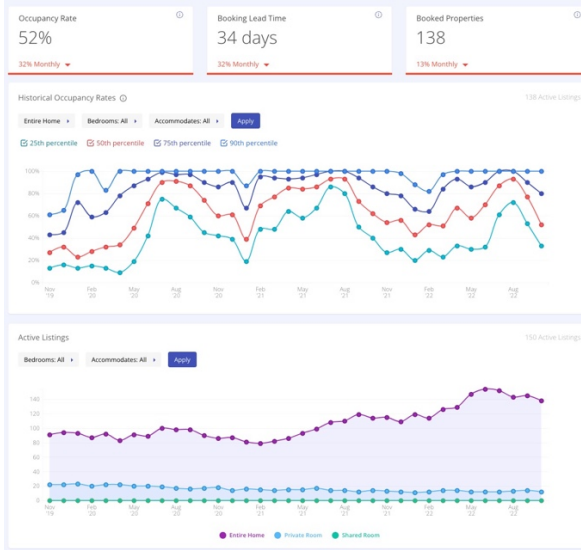 Occupancy Rate
52%
32% Monthly
Booking Lead Time
34 days
32% Monthly
Booked Properties
138
13% Monthly
Historical Occupancy Rates
138 Active Listings
Entire Home
Bedrooms: All
Accommodates: All
Apply
25th percentile
50th percentile
75th percentile
90th percentile
100%
80%
60%
40%
20%
0%
Nov '19
Feb '20
May '20
Aug '20
Nov '20
Feb '21
May '21
Aug '21
Nov '21
Feb '22
May '22
Aug '22
Active Listings
150 Active Listings
Bedrooms: All
Accommodates: All
Apply
140
120
100
80
60
40
20
0
Nov '19
Feb '20
May '20
Aug '20
Nov '20
Feb '21
May '21
Aug '21
Nov '21
Feb '22
May '22
Aug '22
Entire Home
Private Room
Shared Room